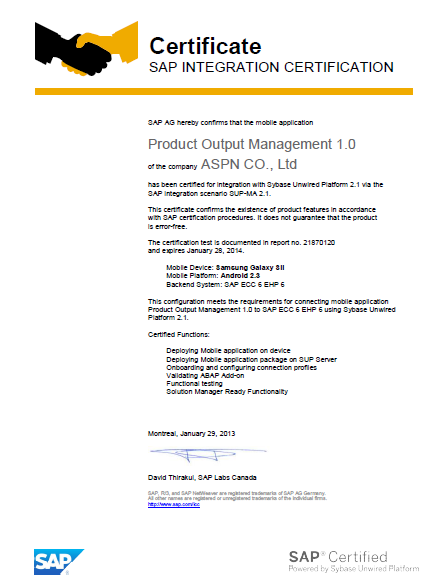 Certificate
SAP INTEGRATION CERTIFICATION
SAP AG hereby confirms that the mobile application
Product Output Management 1.0
of the company ASPN CO., Ltd
has been certified for integration with Sybase Unwired Platform 2.1 via the
SAP integration scenario SUP-MA 2.1.
This certificate confirms the existence of product features in accordance
with SAP certification procedures. It does not guarantee that the product
is error-free.
The certification test is documented in report no. 21870120
and expires January 28, 2014.
Mobile Device: Samsung Galaxy SII
Mobile Platform: Android 2.3
Backend System: SAP ECC 6 EHP 6
This configuration meets the requirements for connecting mobile application
Product Output Management 1.0 to SAP ECC 6 EHP 6 using Sybase Unwired
Platform 2.1.
Certified Functions:
Deploying Mobile application on device
Deploying Mobile application package on SUP Server
Onboarding and configuring connection profiles
Validating ABAP Add-on
Functional testing
Solution Manager Ready Functionality
Montreal, January 29, 2013
David Thirakul, SAP Labs Canada
SAP, R/3, and SAP NetWeaver are registered trademarks of SAP AG Germany.
All other names are registered or unregistered trademarks of the individual firms.
http://www.sap.com/icc
SAP®
SAP® Certified
Powered by Sybase Unwired Platform